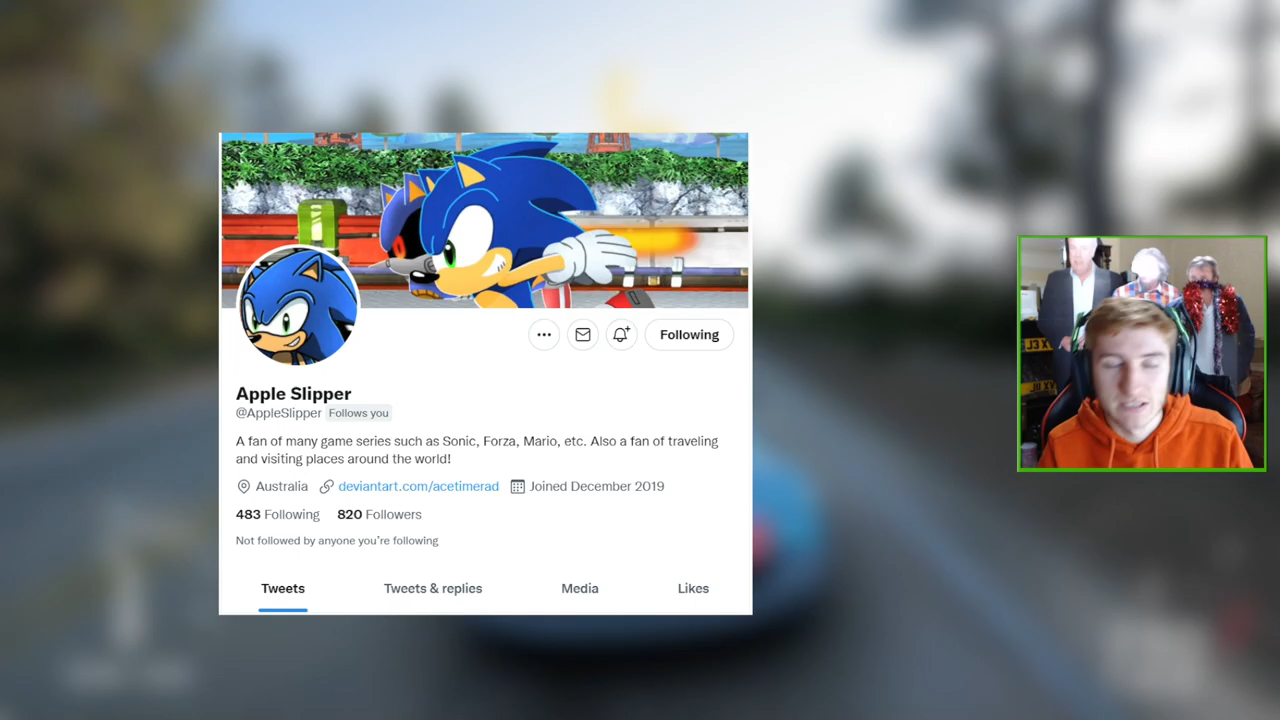 Following
Apple Slipper
@AppleSlipper Follows you
A fan of many game series such as Sonic, Forza, Mario, etc. Also a fan of traveling
and visiting places around the world!
Australia deviantart.com/acetimerad Joined December 2019
483 Following 820 Followers
Not followed by anyone you're following
Tweets Tweets & replies Media Likes